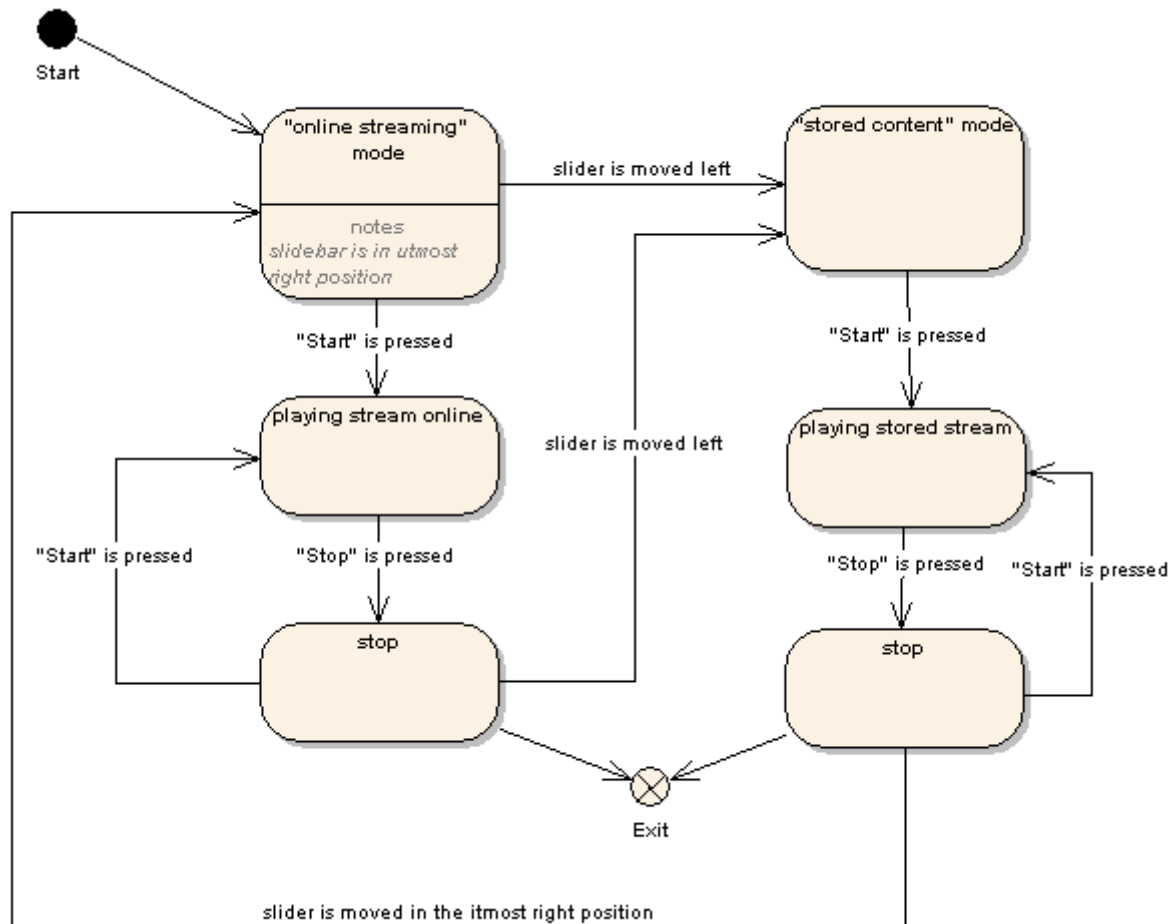 Start
"online streaming"
mode
notes
slidebar is in utmost
right position
"stored content" mode
slider is moved left
"Start" is pressed
"Start" is pressed
playing stream online
playing stored stream
slider is moved left
"Start" is pressed
"Stop" is pressed
"Stop" is pressed
"Start" is pressed
stop
stop
Exit
slider is moved in the itmost right position